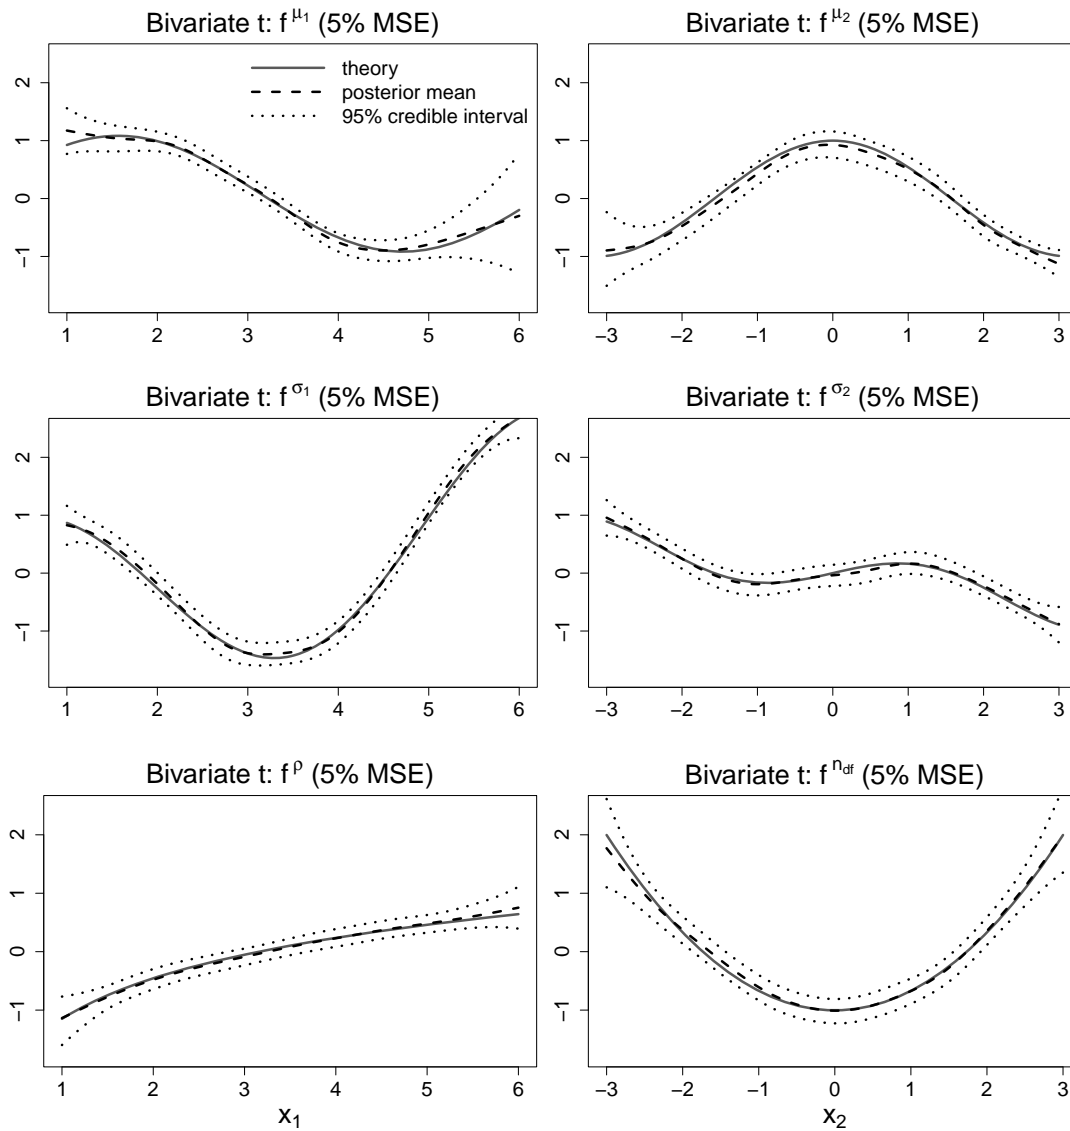 Bivariate t: f^μ₁ (5% MSE)
Bivariate t: f^μ₂ (5% MSE)
theory
posterior mean
95% credible interval
2
1
0
−1
1 2 3 4 5 6
2
1
0
−1
−3 −2 −1 0 1 2 3
Bivariate t: f^σ₁ (5% MSE)
Bivariate t: f^σ₂ (5% MSE)
2
1
0
−1
1 2 3 4 5 6
2
1
0
−1
−3 −2 −1 0 1 2 3
Bivariate t: f^ρ (5% MSE)
Bivariate t: f^n_df (5% MSE)
2
1
0
−1
1 2 3 4 5 6
x₁
2
1
0
−1
−3 −2 −1 0 1 2 3
x₂